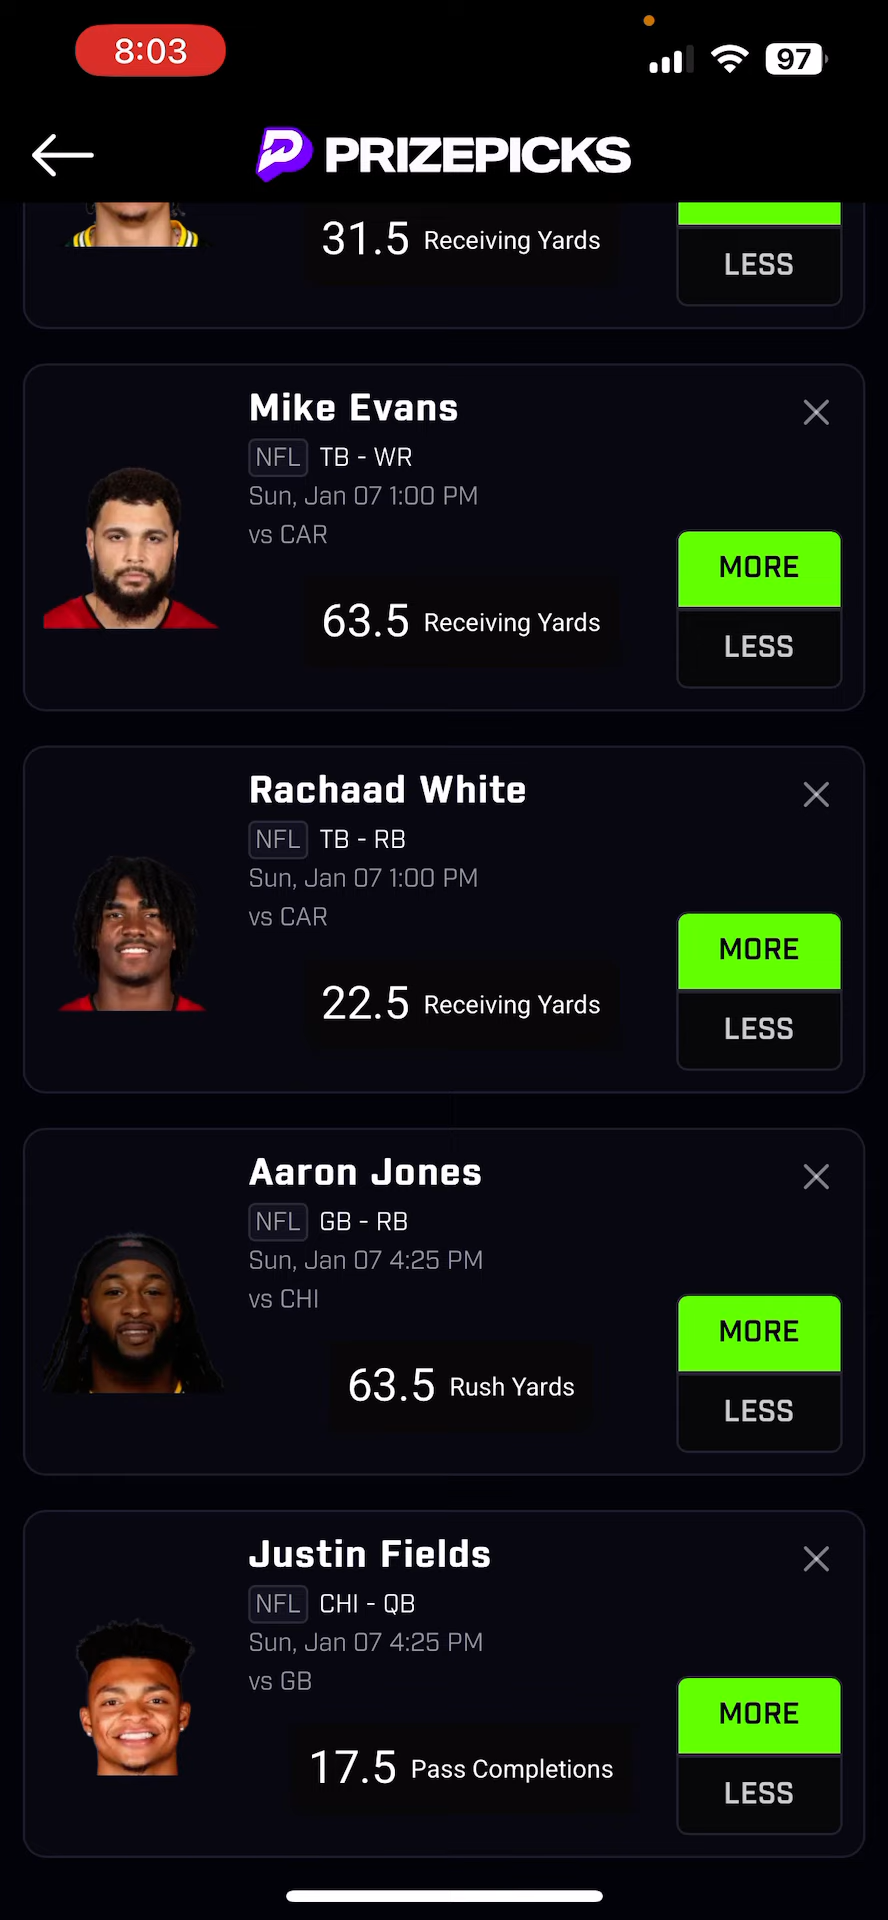 8:03
97
PRIZEPICKS
31.5 Receiving Yards
LESS
Mike Evans
NFL TB - WR
Sun, Jan 07 1:00 PM
vs CAR
MORE
63.5 Receiving Yards
LESS
Rachaad White
NFL TB - RB
Sun, Jan 07 1:00 PM
vs CAR
MORE
22.5 Receiving Yards
LESS
Aaron Jones
NFL GB - RB
Sun, Jan 07 4:25 PM
vs CHI
MORE
63.5 Rush Yards
LESS
Justin Fields
NFL CHI - QB
Sun, Jan 07 4:25 PM
vs GB
MORE
17.5 Pass Completions
LESS